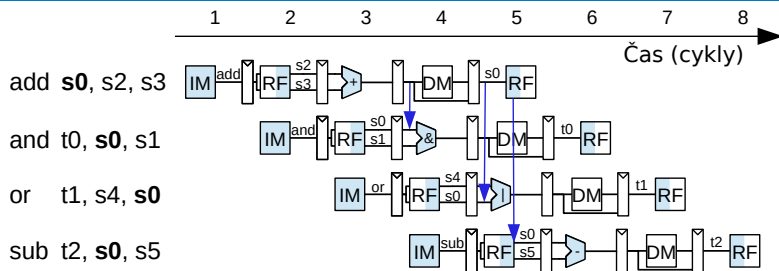 1 2 3 4 5 6 7 8
Čas (cykly)
add s0, s2, s3 IM add RF s2 s3 + DM s0 RF
and t0, s0, s1 IM and RF s0 s1 & DM t0 RF
or t1, s4, s0 IM or RF s4 s0 | DM t1 RF
sub t2, s0, s5 IM sub RF s0 s5 - DM t2 RF